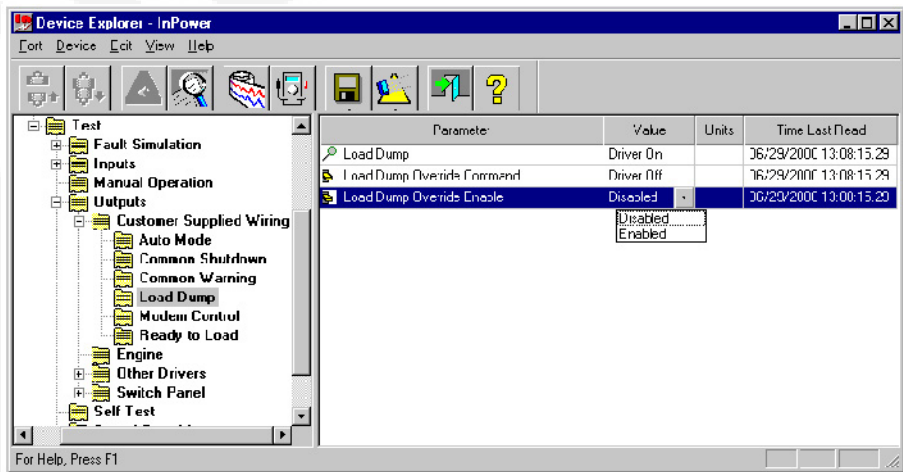 Device Explorer - InPower
Fort Device Ecit View Help
Test
Fault Simulation
Inputs
Manual Operation
Outputs
Customer Supplied Wiring
Auto Mode
Common Shutdown
Common Warning
Load Dump
Modem Control
Ready to Load
Engine
Other Drivers
Switch Panel
Self Test
Parameter Value Units Time Last Read
Load Dump Driver On 06/29/2000 13:08:15.29
Load Dump Override Command Driver Off 06/29/2000 13:08:15.29
Load Dump Override Enable Disabled 06/29/2000 13:08:15.29
Disabled
Enabled
For Help, Press F1